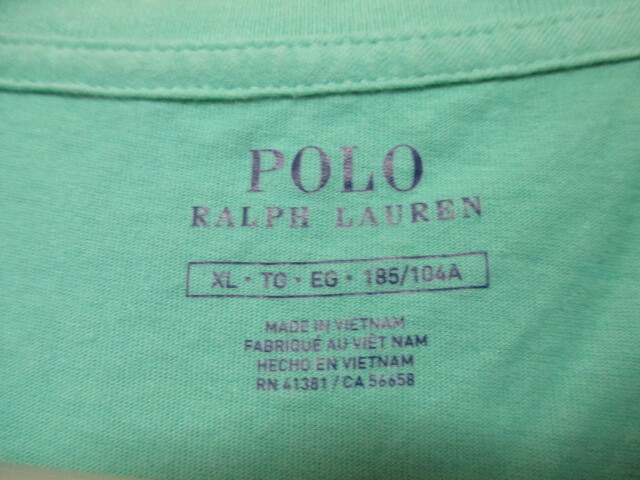 POLO
RALPH LAUREN
XL · TG · EG · 185/104A
MADE IN VIETNAM
FABRIQUÉ AU VIÊT NAM
HECHO EN VIETNAM
RN 41381 / CA 56658